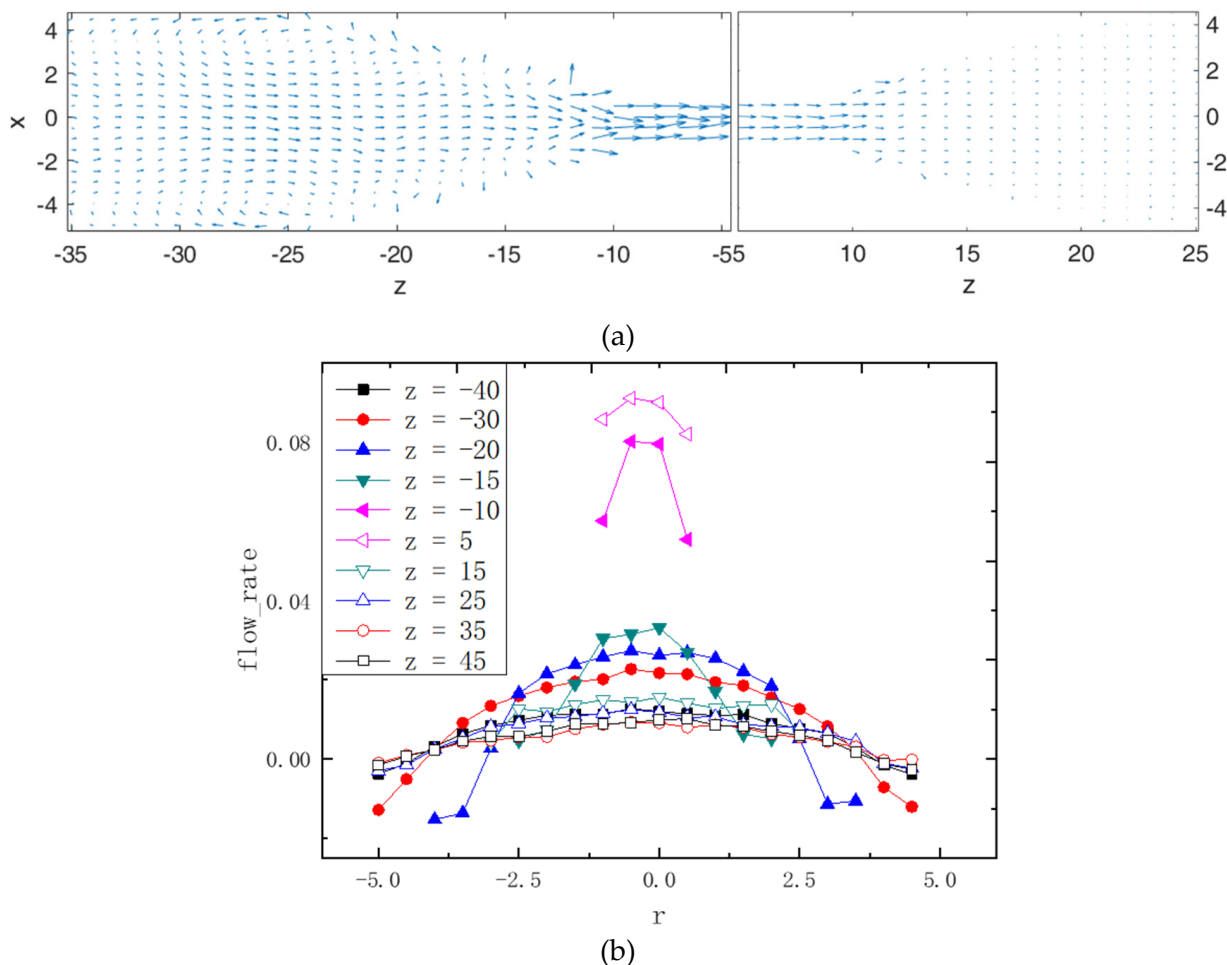 4
2
0
-2
-4
x
4
2
0
-2
-4
-35 -30 -25 -20 -15 -10 -55 10 15 20 25
z z
(a)
z = -40
z = -30
z = -20
z = -15
z = -10
z = 5
z = 15
z = 25
z = 35
z = 45
0.08
0.04
0.00
flow_rate
-5.0 -2.5 0.0 2.5 5.0
r
(b)